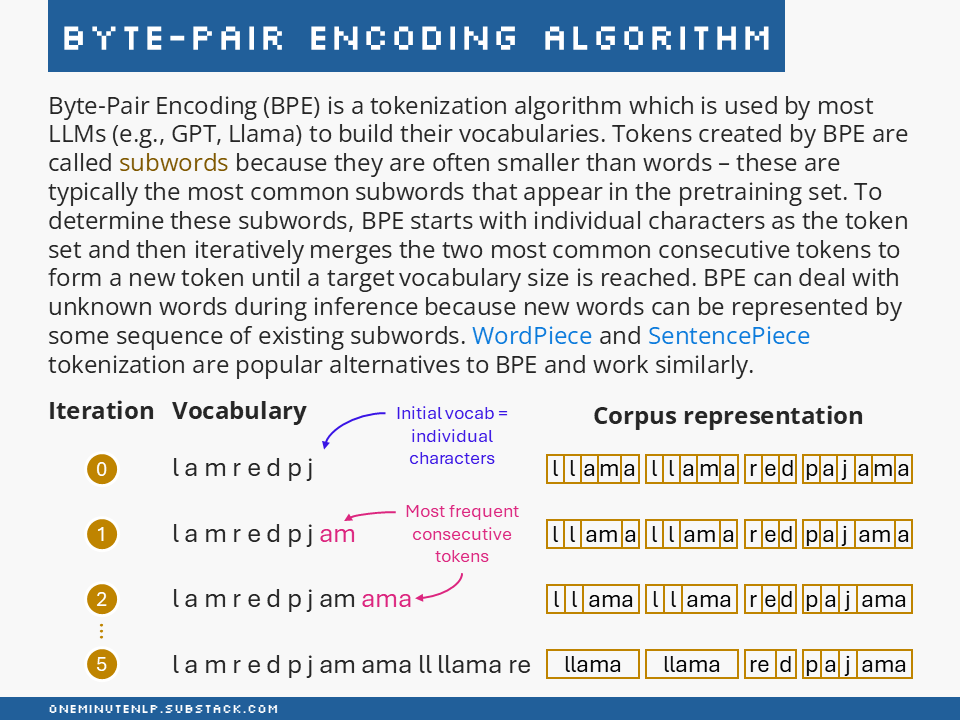 BYTE-PAIR ENCODING ALGORITHM
Byte-Pair Encoding (BPE) is a tokenization algorithm which is used by most
LLMs (e.g., GPT, Llama) to build their vocabularies. Tokens created by BPE are
called subwords because they are often smaller than words – these are
typically the most common subwords that appear in the pretraining set. To
determine these subwords, BPE starts with individual characters as the token
set and then iteratively merges the two most common consecutive tokens to
form a new token until a target vocabulary size is reached. BPE can deal with
unknown words during inference because new words can be represented by
some sequence of existing subwords. WordPiece and SentencePiece
tokenization are popular alternatives to BPE and work similarly.
Iteration Vocabulary
Initial vocab =
individual
characters
Corpus representation
0 l a m r e d p j
l l a m a l l a m a r e d p a j a m a
Most frequent
consecutive
tokens
1 l a m r e d p j am
l l am a l l am a r e d p a j am a
2 l a m r e d p j am ama
l l ama l l ama r e d p a j ama
5 l a m r e d p j am ama ll llama re
llama llama re d p a j ama
ONEMINUTENLP.SUBSTACK.COM